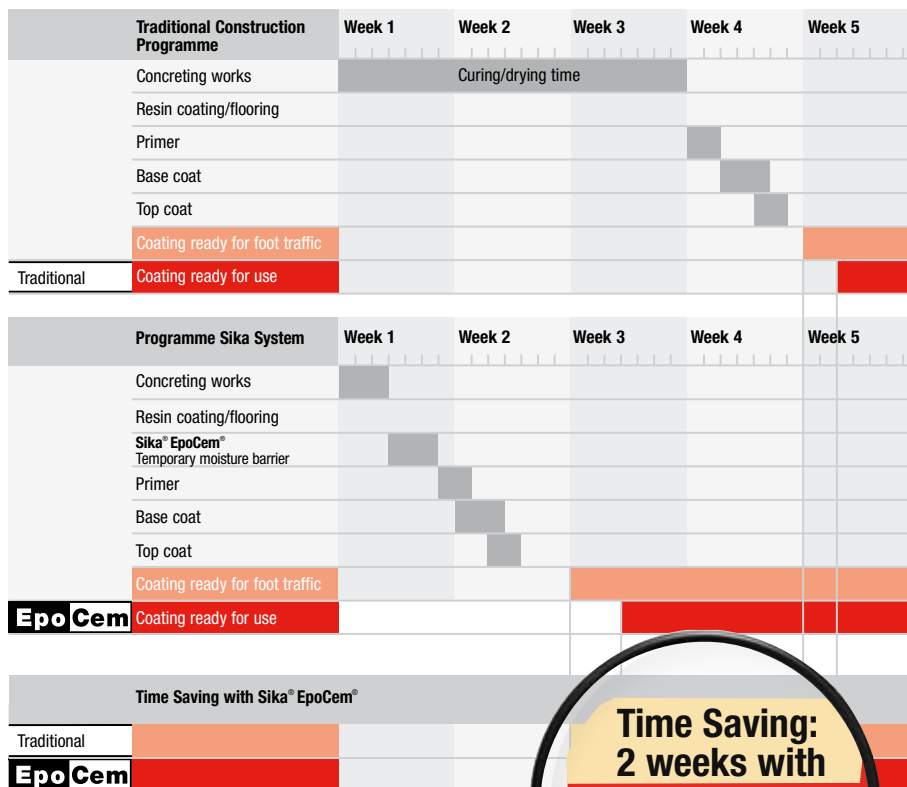 Traditional Construction Programme Week 1 Week 2 Week 3 Week 4 Week 5
Concreting works Curing/drying time
Resin coating/flooring
Primer
Base coat
Top coat
Coating ready for foot traffic
Traditional Coating ready for use
Programme Sika System Week 1 Week 2 Week 3 Week 4 Week 5
Concreting works
Resin coating/flooring
Sika® EpoCem®
Temporary moisture barrier
Primer
Base coat
Top coat
Coating ready for foot traffic
EpoCem Coating ready for use
Time Saving with Sika® EpoCem®
Traditional
EpoCem
Time Saving:
2 weeks with